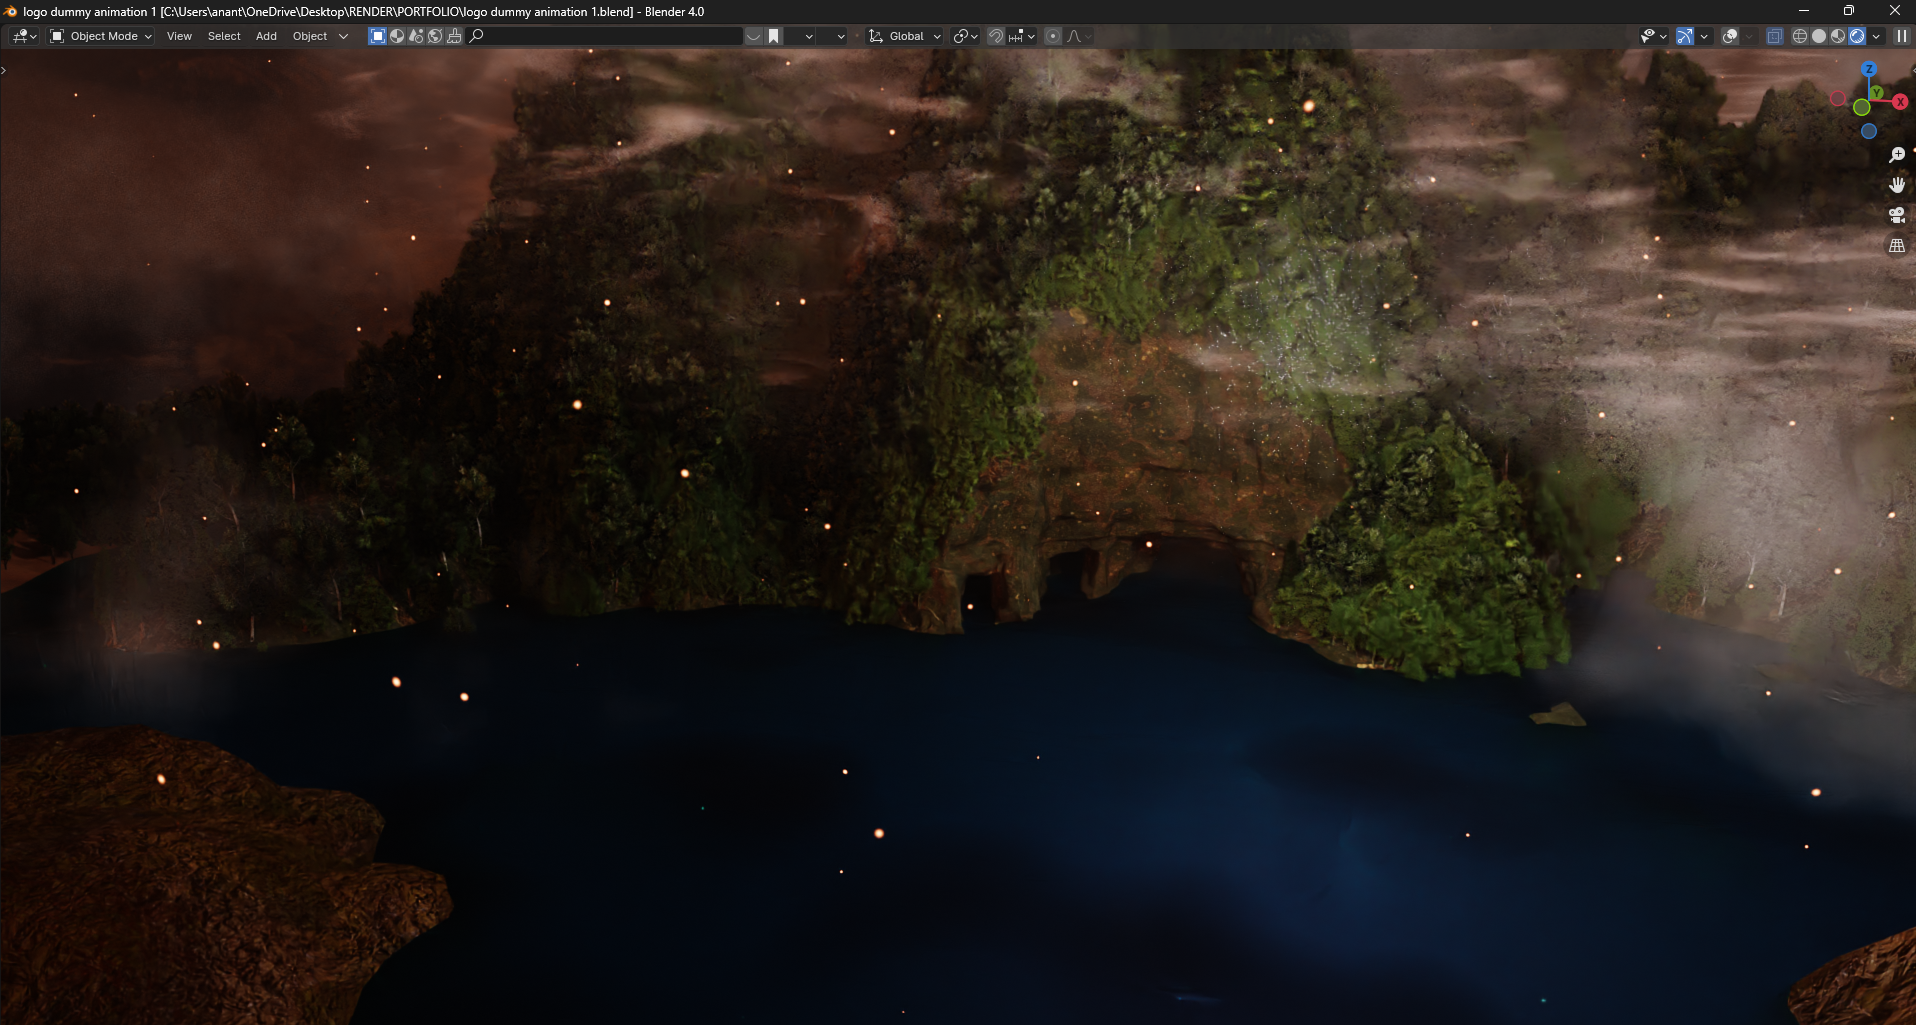 logo dummy animation 1 [C:\Users\anant\OneDrive\Desktop\RENDER\PORTFOLIO\logo dummy animation 1.blend] - Blender 4.0
Object Mode View Select Add Object Global
Z
Y
X